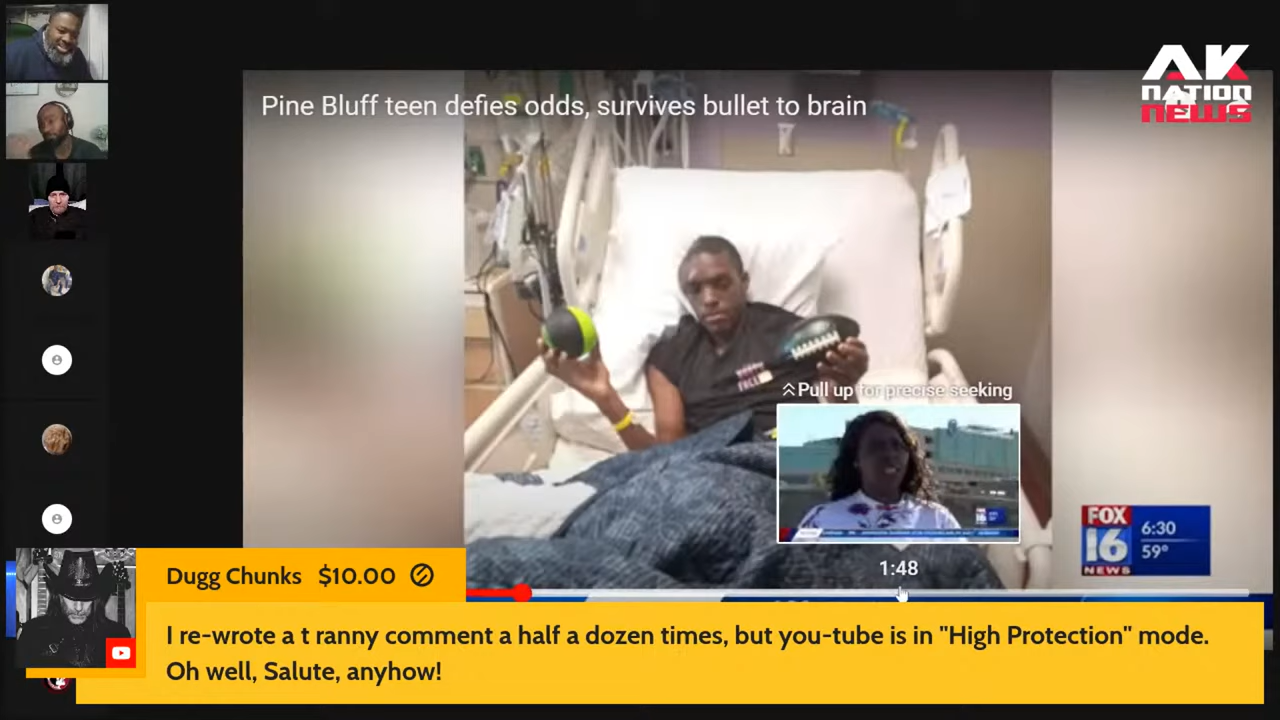 AK
NATION
NEWS
Pine Bluff teen defies odds, survives bullet to brain
Pull up for precise seeking
FOX
16
NEWS
6:30
59°
1:48
Dugg Chunks $10.00
I re-wrote a t ranny comment a half a dozen times, but you-tube is in "High Protection" mode.
Oh well, Salute, anyhow!